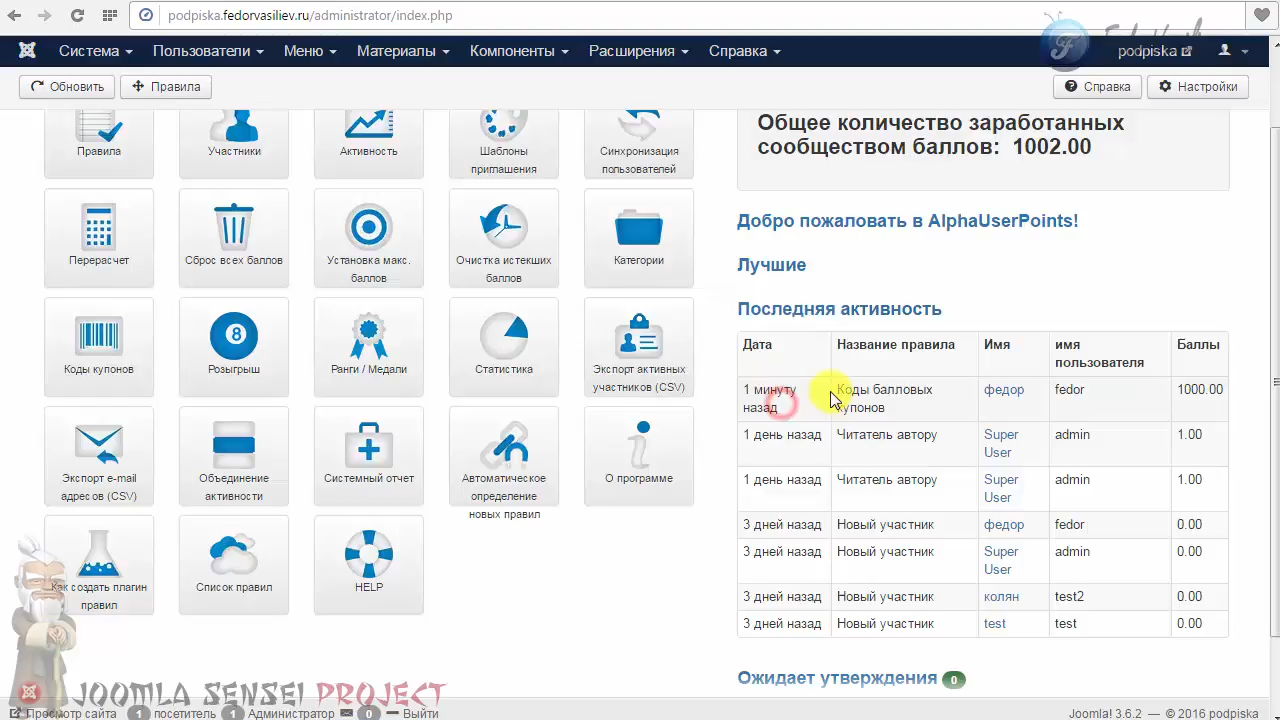 podpiska.fedorvasiliev.ru/administrator/index.php
Система Пользователи Меню Материалы Компоненты Расширения Справка podpiska
Обновить Правила Справка Настройки
Правила
Участники
Активность
Шаблоны
приглашения
Синхронизация
пользователей
Перерасчет
Сброс всех баллов
Установка макс.
баллов
Очистка истекших
баллов
Категории
Коды купонов
Розыгрыш
8
Ранги / Медали
Статистика
Экспорт активных
участников (CSV)
Экспорт e-mail
адресов (CSV)
Объединение
активности
Системный отчет
Автоматическое
определение
новых правил
О программе
Как создать плагин
правил
Список правил
HELP
Общее количество заработанных
сообществом баллов: 1002.00
Добро пожаловать в AlphaUserPoints!
Лучшие
Последняя активность
Дата Название правила Имя имя
пользователя Баллы
1 минуту
назад Коды балловых
купонов федор fedor 1000.00
1 день назад Читатель автору Super
User admin 1.00
1 день назад Читатель автору Super
User admin 1.00
3 дней назад Новый участник федор fedor 0.00
3 дней назад Новый участник Super
User admin 0.00
3 дней назад Новый участник колян test2 0.00
3 дней назад Новый участник test test 0.00
Ожидает утверждения 0
JOOMLA SENSEI PROJECT
Просмотр сайта 1 посетитель 1 Администратор 0 Выйти
Joomla! 3.6.2 — © 2016 podpiska